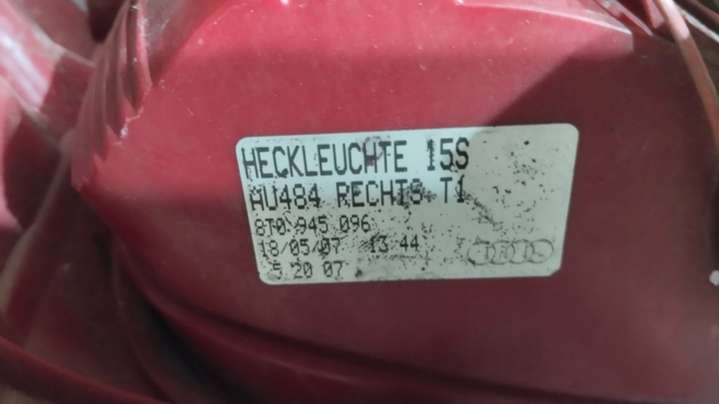 HECKLEUCHTE 15S
AU484 RECHTS T1
8T0 945 096
18/05/07 13 44
5 20 07